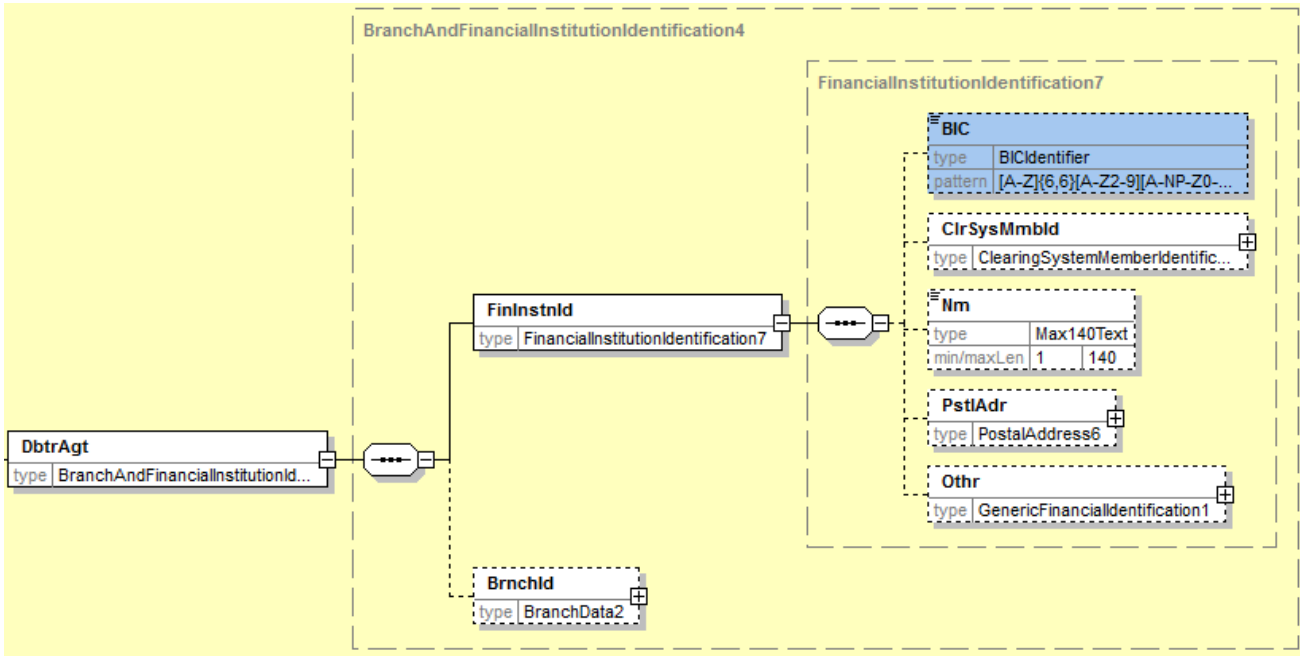 BranchAndFinancialInstitutionIdentification4
FinancialInstitutionIdentification7
BIC
type BICIdentifier
pattern [A-Z]{6,6}[A-Z2-9][A-NP-Z0-...
ClrSysMmbId
type ClearingSystemMemberIdentific...
FinInstnId
type FinancialInstitutionIdentification7
Nm
type Max140Text
min/maxLen 1 140
DbtrAgt
type BranchAndFinancialInstitutionId...
PstlAdr
type PostalAddress6
Othr
type GenericFinancialIdentification1
BrnchId
type BranchData2